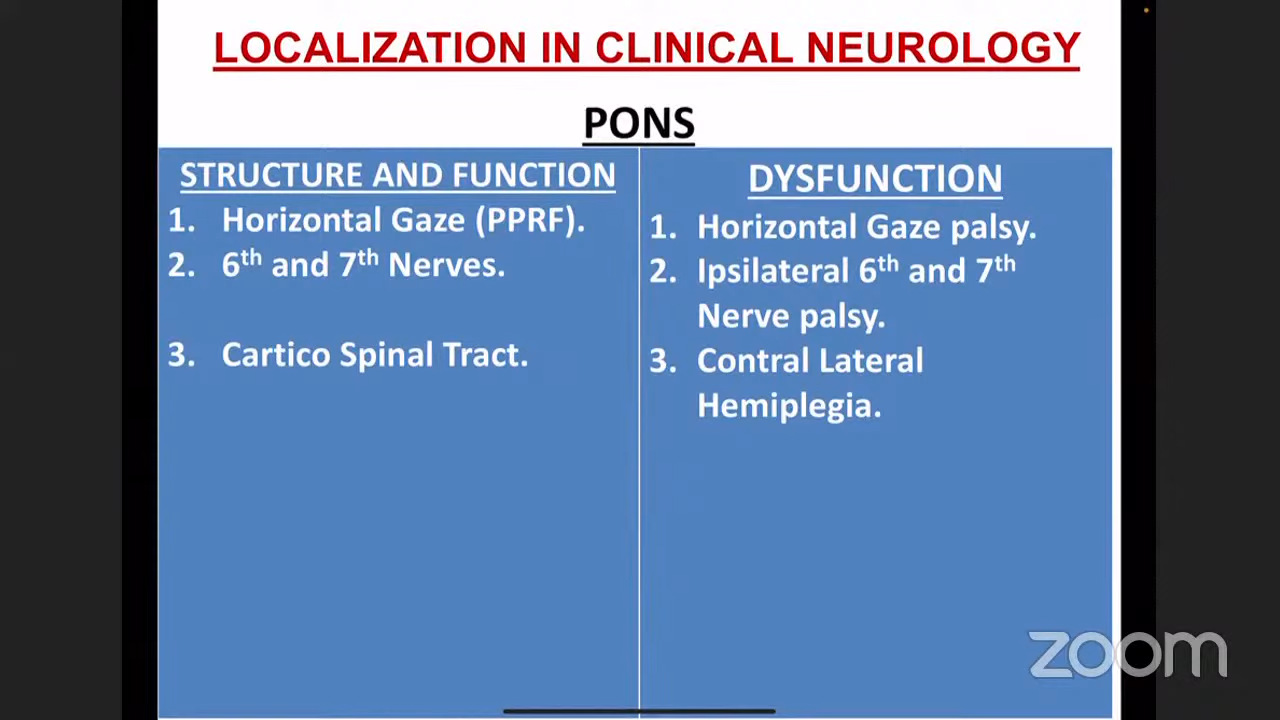 LOCALIZATION IN CLINICAL NEUROLOGY
PONS
STRUCTURE AND FUNCTION
1. Horizontal Gaze (PPRF).
2. 6th and 7th Nerves.
3. Cartico Spinal Tract.
DYSFUNCTION
1. Horizontal Gaze palsy.
2. Ipsilateral 6th and 7th
Nerve palsy.
3. Contral Lateral
Hemiplegia.
zoom